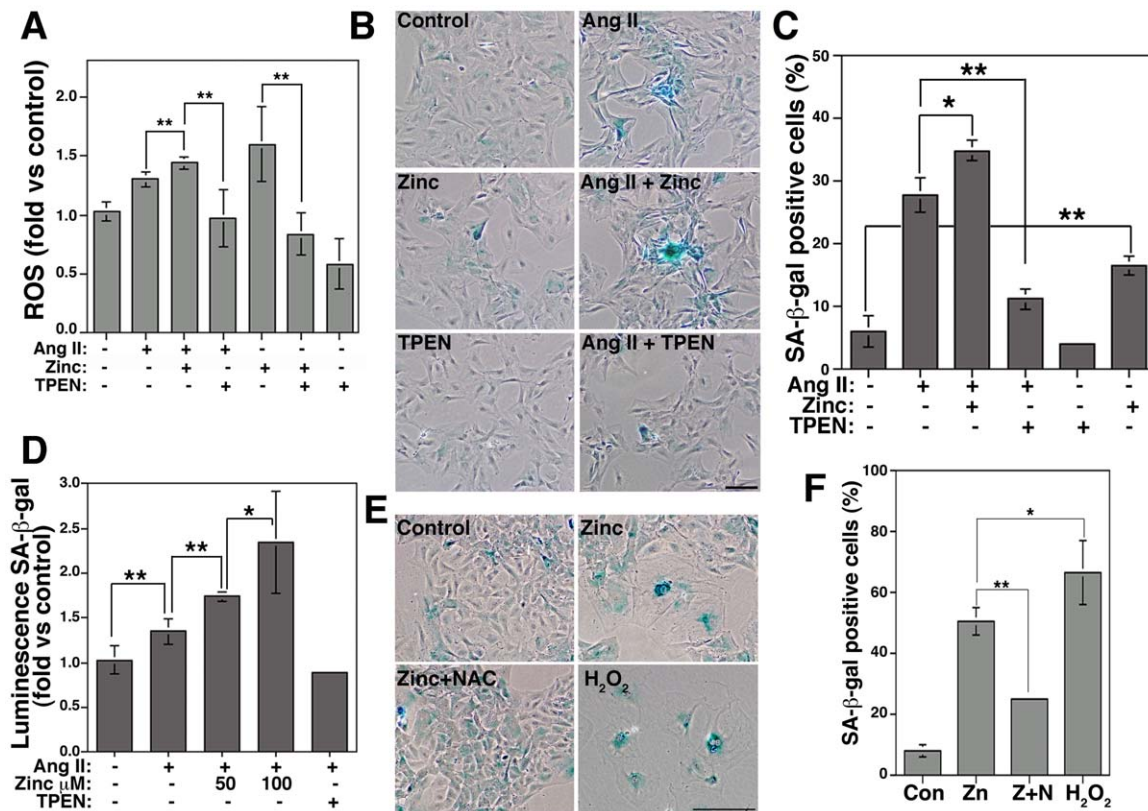 A
ROS (fold vs control)
2.0
1.5
1.0
0.5
0.0
**
**
**
Ang II: - + + + - - -
Zinc: - - + - + + -
TPEN: - - - + - + +
B
Control
Ang II
Zinc
Ang II + Zinc
TPEN
Ang II + TPEN
C
SA-β-gal positive cells (%)
50
40
30
20
10
0
**
*
**
Ang II: - + + + - -
Zinc: - - + - - +
TPEN: - - - + + -
D
Luminescence SA-β-gal
(fold vs control)
3.0
2.5
2.0
1.5
1.0
0.5
0.0
**
**
*
Ang II: - + + + +
Zinc μM: - - 50 100 -
TPEN: - - - - +
E
Control
Zinc
Zinc+NAC
H₂O₂
F
SA-β-gal positive cells (%)
100
80
60
40
20
0
*
**
Con Zn Z+N H₂O₂